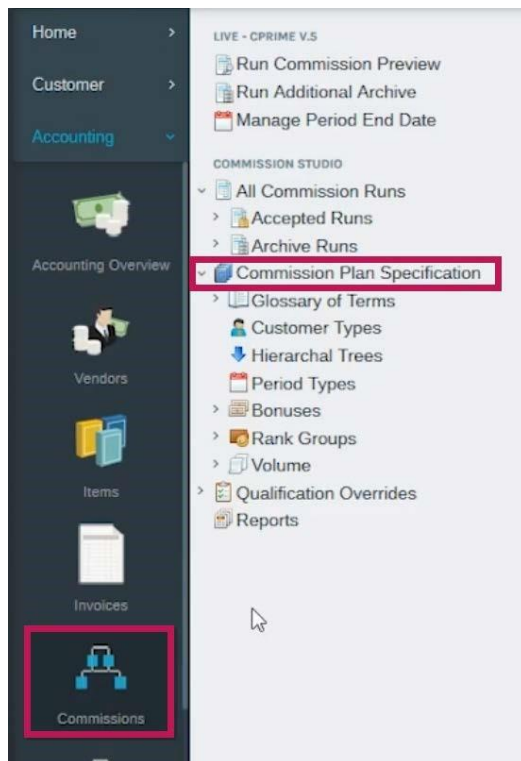 Home
Customer
Accounting
Accounting Overview
Vendors
Items
Invoices
Commissions
LIVE - CPRIME V.5
Run Commission Preview
Run Additional Archive
Manage Period End Date
COMMISSION STUDIO
All Commission Runs
Accepted Runs
Archive Runs
Commission Plan Specification
Glossary of Terms
Customer Types
Hierarchal Trees
Period Types
Bonuses
Rank Groups
Volume
Qualification Overrides
Reports